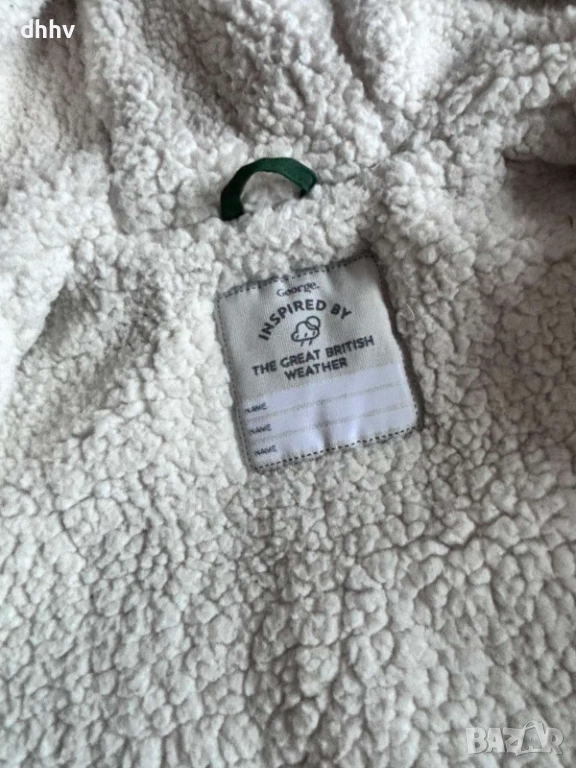 dhhv
George.
INSPIRED BY
THE GREAT BRITISH
WEATHER
NAME
NAME
NAME
BAZAR